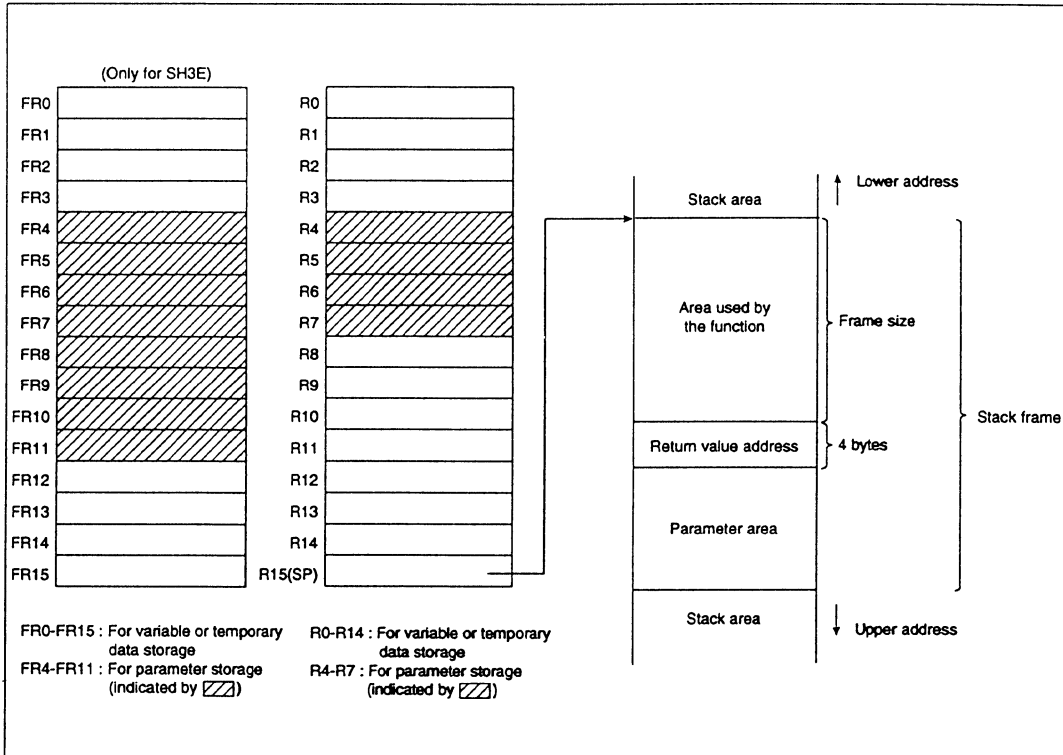 (Only for SH3E)
FR0
FR1
FR2
FR3
FR4
FR5
FR6
FR7
FR8
FR9
FR10
FR11
FR12
FR13
FR14
FR15
R0
R1
R2
R3
R4
R5
R6
R7
R8
R9
R10
R11
R12
R13
R14
R15(SP)
Stack area
Lower address
Area used by
the function
Frame size
Stack frame
Return value address
4 bytes
Parameter area
Stack area
Upper address
FR0-FR15 : For variable or temporary
data storage
FR4-FR11 : For parameter storage
(indicated by )
R0-R14 : For variable or temporary
data storage
R4-R7 : For parameter storage
(indicated by )